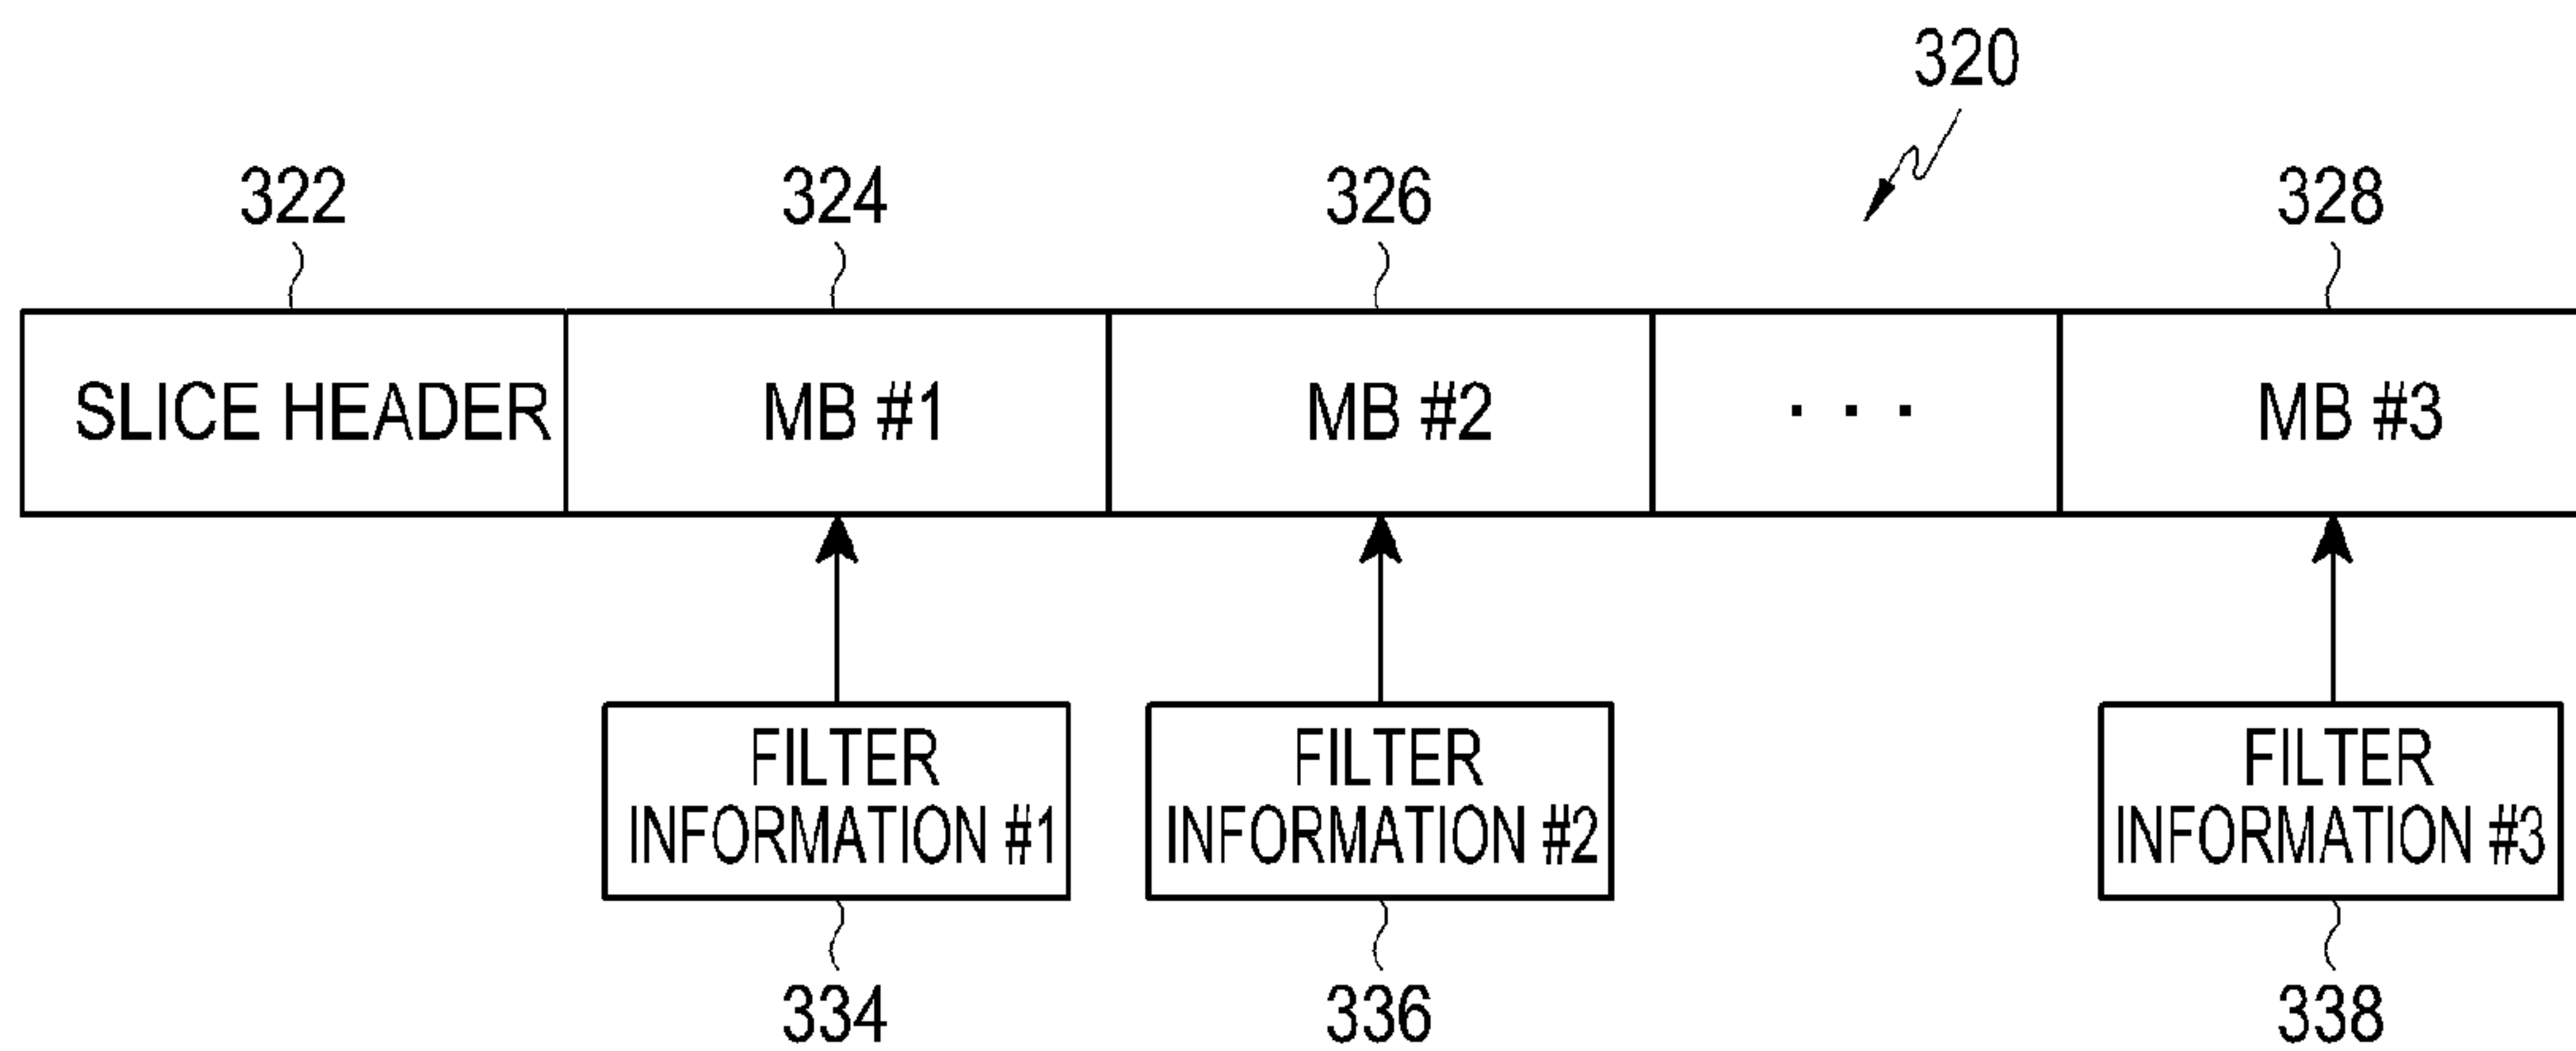 320
322
324
326
328
SLICE HEADER
MB #1
MB #2
. . .
MB #3
FILTER
INFORMATION #1
FILTER
INFORMATION #2
FILTER
INFORMATION #3
334
336
338